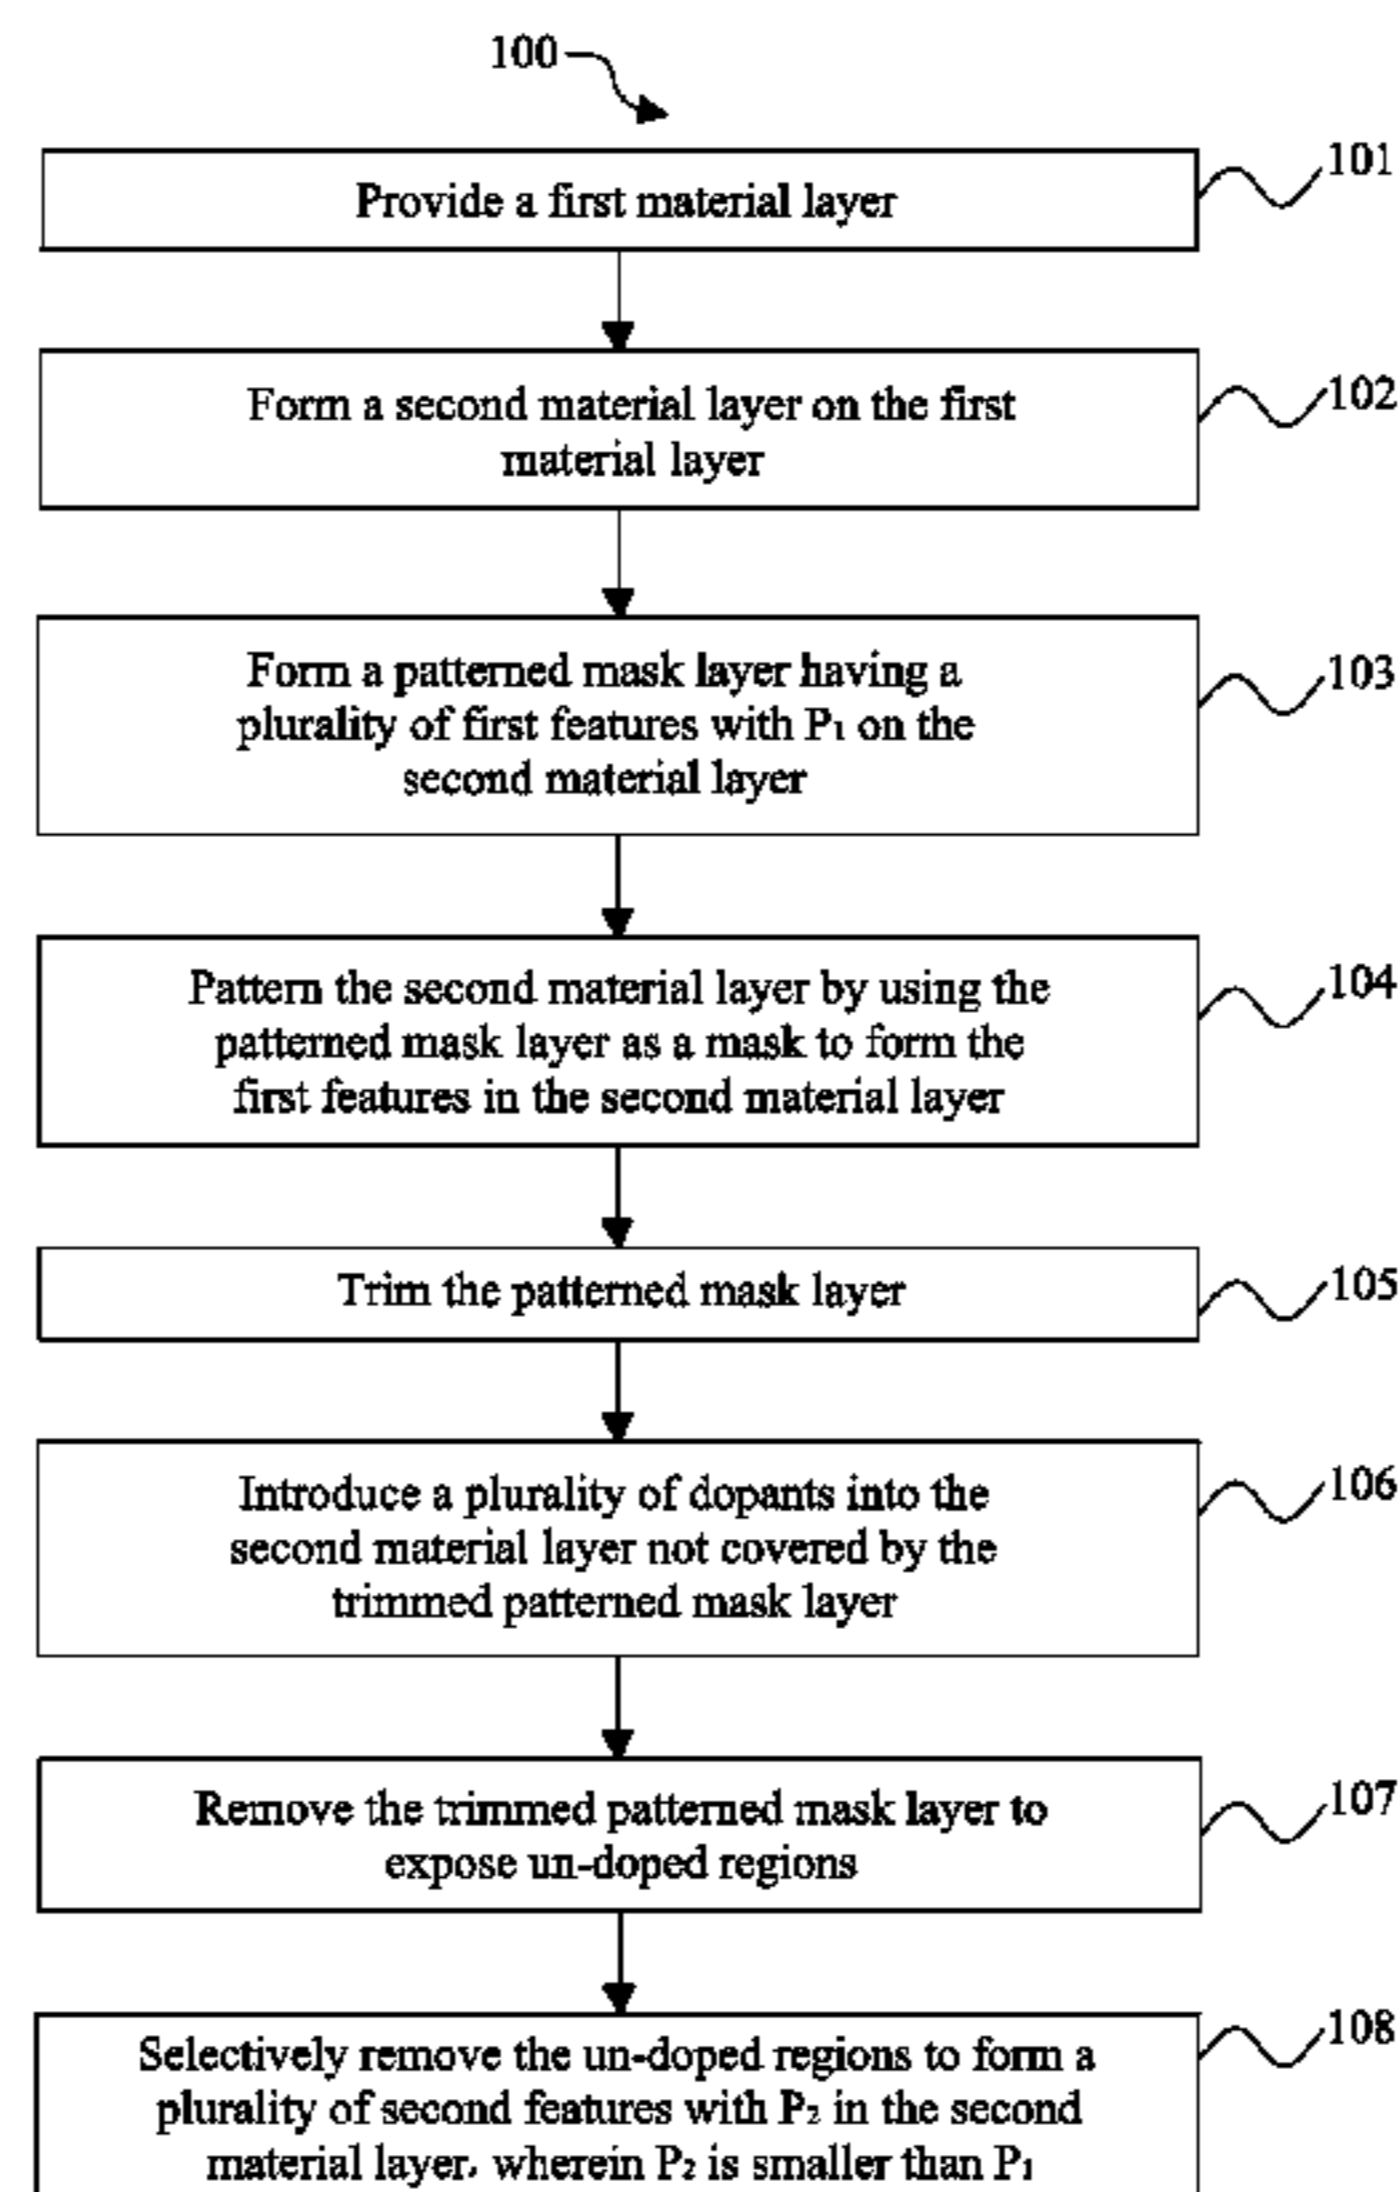 100
Provide a first material layer
101
Form a second material layer on the first
material layer
102
Form a patterned mask layer having a
plurality of first features with P₁ on the
second material layer
103
Pattern the second material layer by using the
patterned mask layer as a mask to form the
first features in the second material layer
104
Trim the patterned mask layer
105
Introduce a plurality of dopants into the
second material layer not covered by the
trimmed patterned mask layer
106
Remove the trimmed patterned mask layer to
expose un-doped regions
107
Selectively remove the un-doped regions to form a
plurality of second features with P₂ in the second
material layer, wherein P₂ is smaller than P₁
108